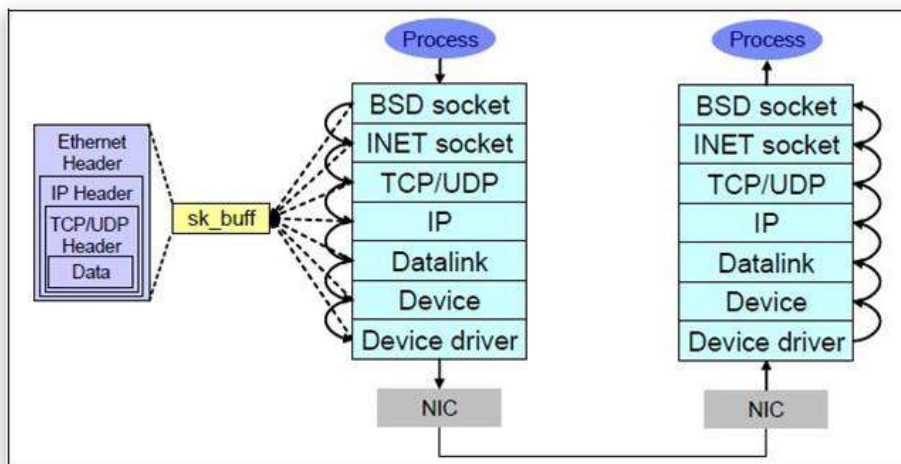 Process
Process
BSD socket
INET socket
TCP/UDP
IP
Datalink
Device
Device driver
NIC
Ethernet
Header
IP Header
TCP/UDP
Header
Data
sk_buff
BSD socket
INET socket
TCP/UDP
IP
Datalink
Device
Device driver
NIC